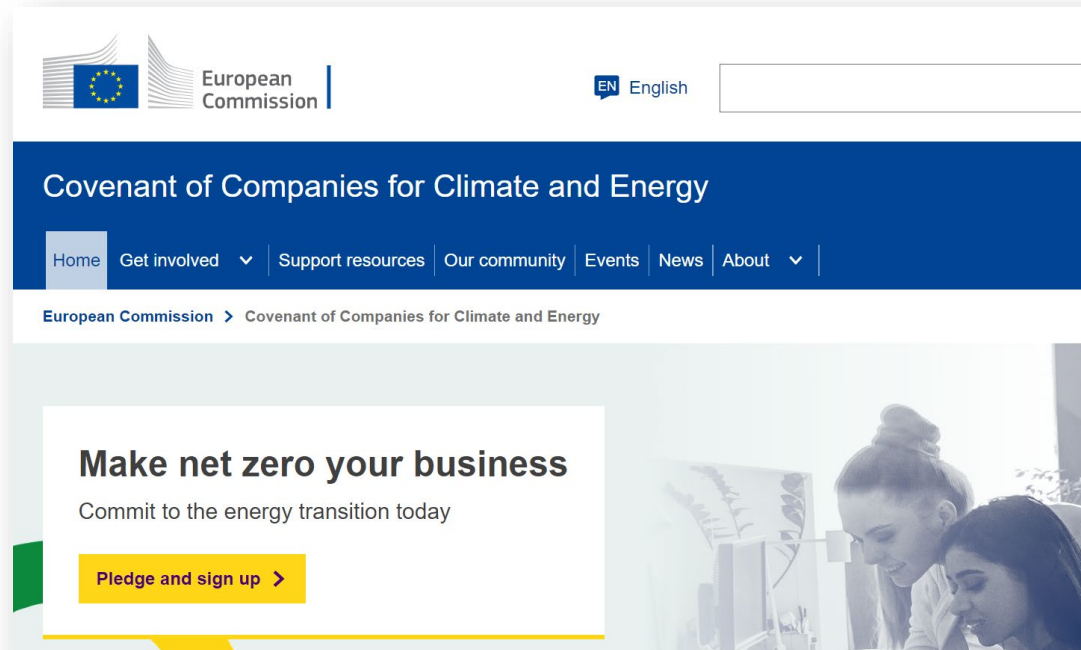 European
Commission
EN English
Covenant of Companies for Climate and Energy
Home Get involved Support resources Our community Events News About
European Commission > Covenant of Companies for Climate and Energy
Make net zero your business
Commit to the energy transition today
Pledge and sign up >